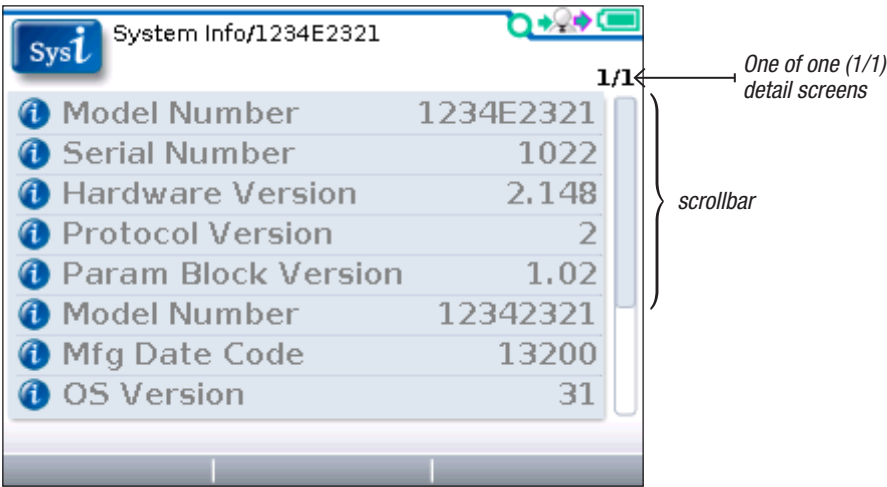 Sysi
System Info/1234E2321
1/1
One of one (1/1)
detail screens
i Model Number 1234E2321
i Serial Number 1022
i Hardware Version 2.148
i Protocol Version 2
i Param Block Version 1.02
i Model Number 12342321
i Mfg Date Code 13200
i OS Version 31
scrollbar